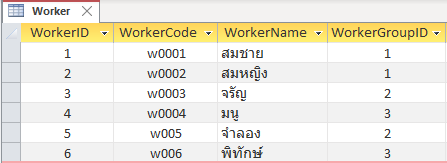 Worker
WorkerID WorkerCode WorkerName WorkerGroupID
1 w0001 สมชาย 1
2 w0002 สมหญิง 1
3 w0003 จรัญ 2
4 w0004 มนู 3
5 w005 จำลอง 2
6 w006 พิทักษ์ 3